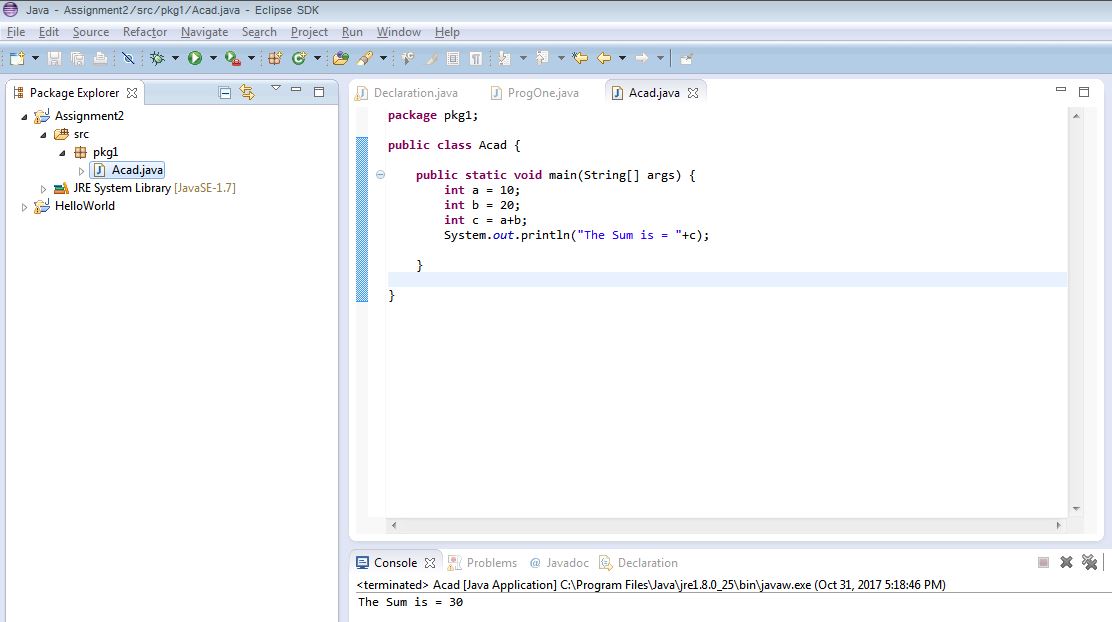 Java - Assignment2/src/pkg1/Acad.java - Eclipse SDK
File Edit Source Refactor Navigate Search Project Run Window Help
Package Explorer
Assignment2
src
pkg1
Acad.java
JRE System Library [JavaSE-1.7]
HelloWorld
Declaration.java ProgOne.java Acad.java
package pkg1;
public class Acad {
public static void main(String[] args) {
int a = 10;
int b = 20;
int c = a+b;
System.out.println("The Sum is = "+c);
}
}
Console Problems @ Javadoc Declaration
<terminated> Acad [Java Application] C:\Program Files\Java\jre1.8.0_25\bin\javaw.exe (Oct 31, 2017 5:18:46 PM)
The Sum is = 30